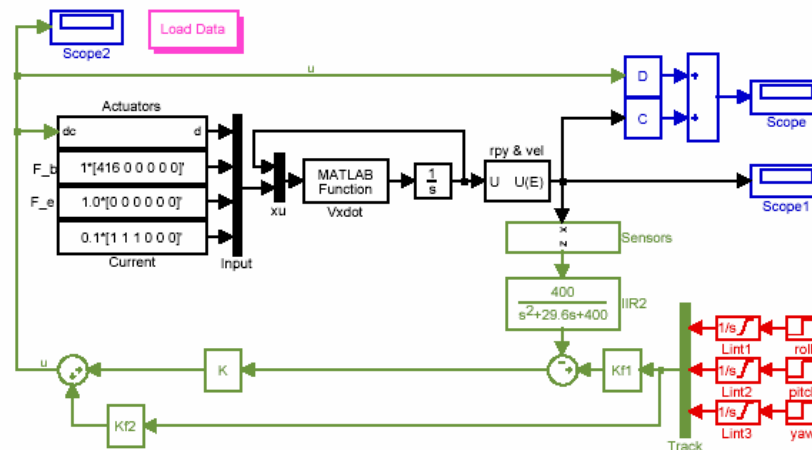 Load Data
Scope2
u
D
C
+
+
Scope
Scope1
Actuators
dc d
F_b
1*[416 0 0 0 0 0]'
F_e
1.0*[0 0 0 0 0 0]'
0.1*[1 1 1 0 0 0]'
Current
Input
xu
MATLAB
Function
Vxdot
1
s
rpy & vel
U U(E)
x
z
Sensors
400
s2+29.6s+400
IIR2
u
K
Kf1
Kf2
Track
1/s
Lint1
roll
1/s
Lint2
pitch
1/s
Lint3
yaw